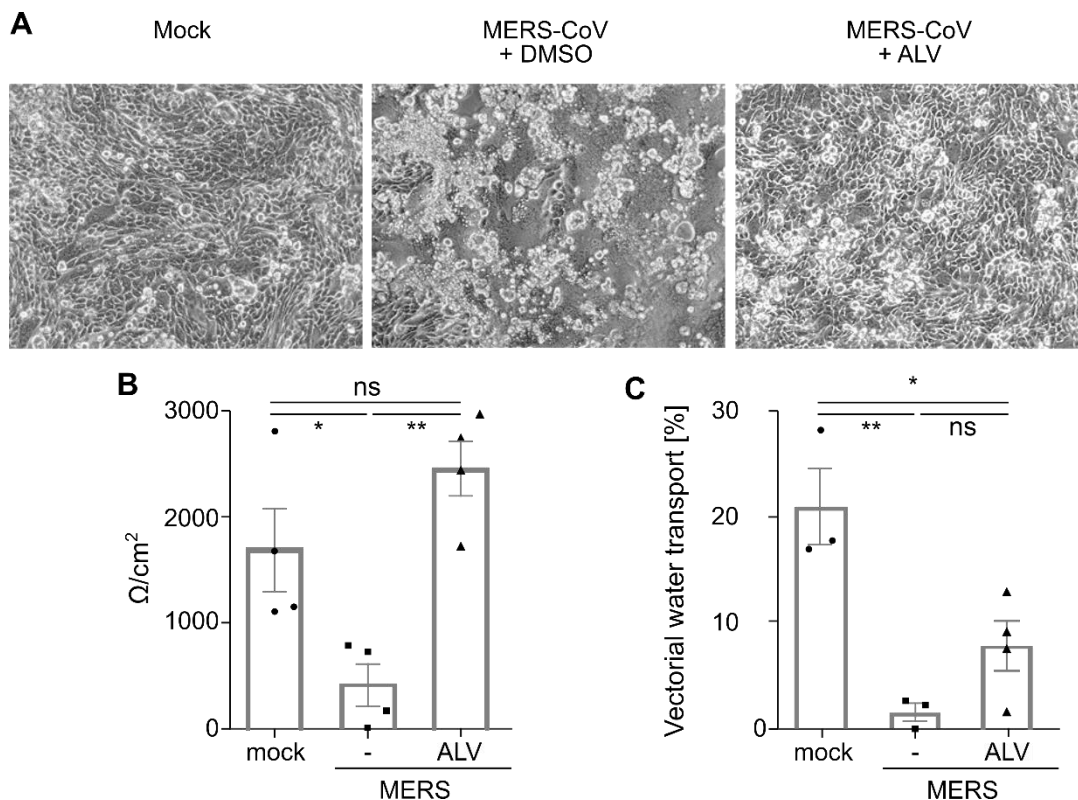 A
Mock
MERS-CoV
+ DMSO
MERS-CoV
+ ALV
B
ns
*
**
3000
2000
1000
0
Ω/cm²
mock
-
ALV
MERS
C
*
**
ns
30
20
10
0
Vectorial water transport [%]
mock
-
ALV
MERS